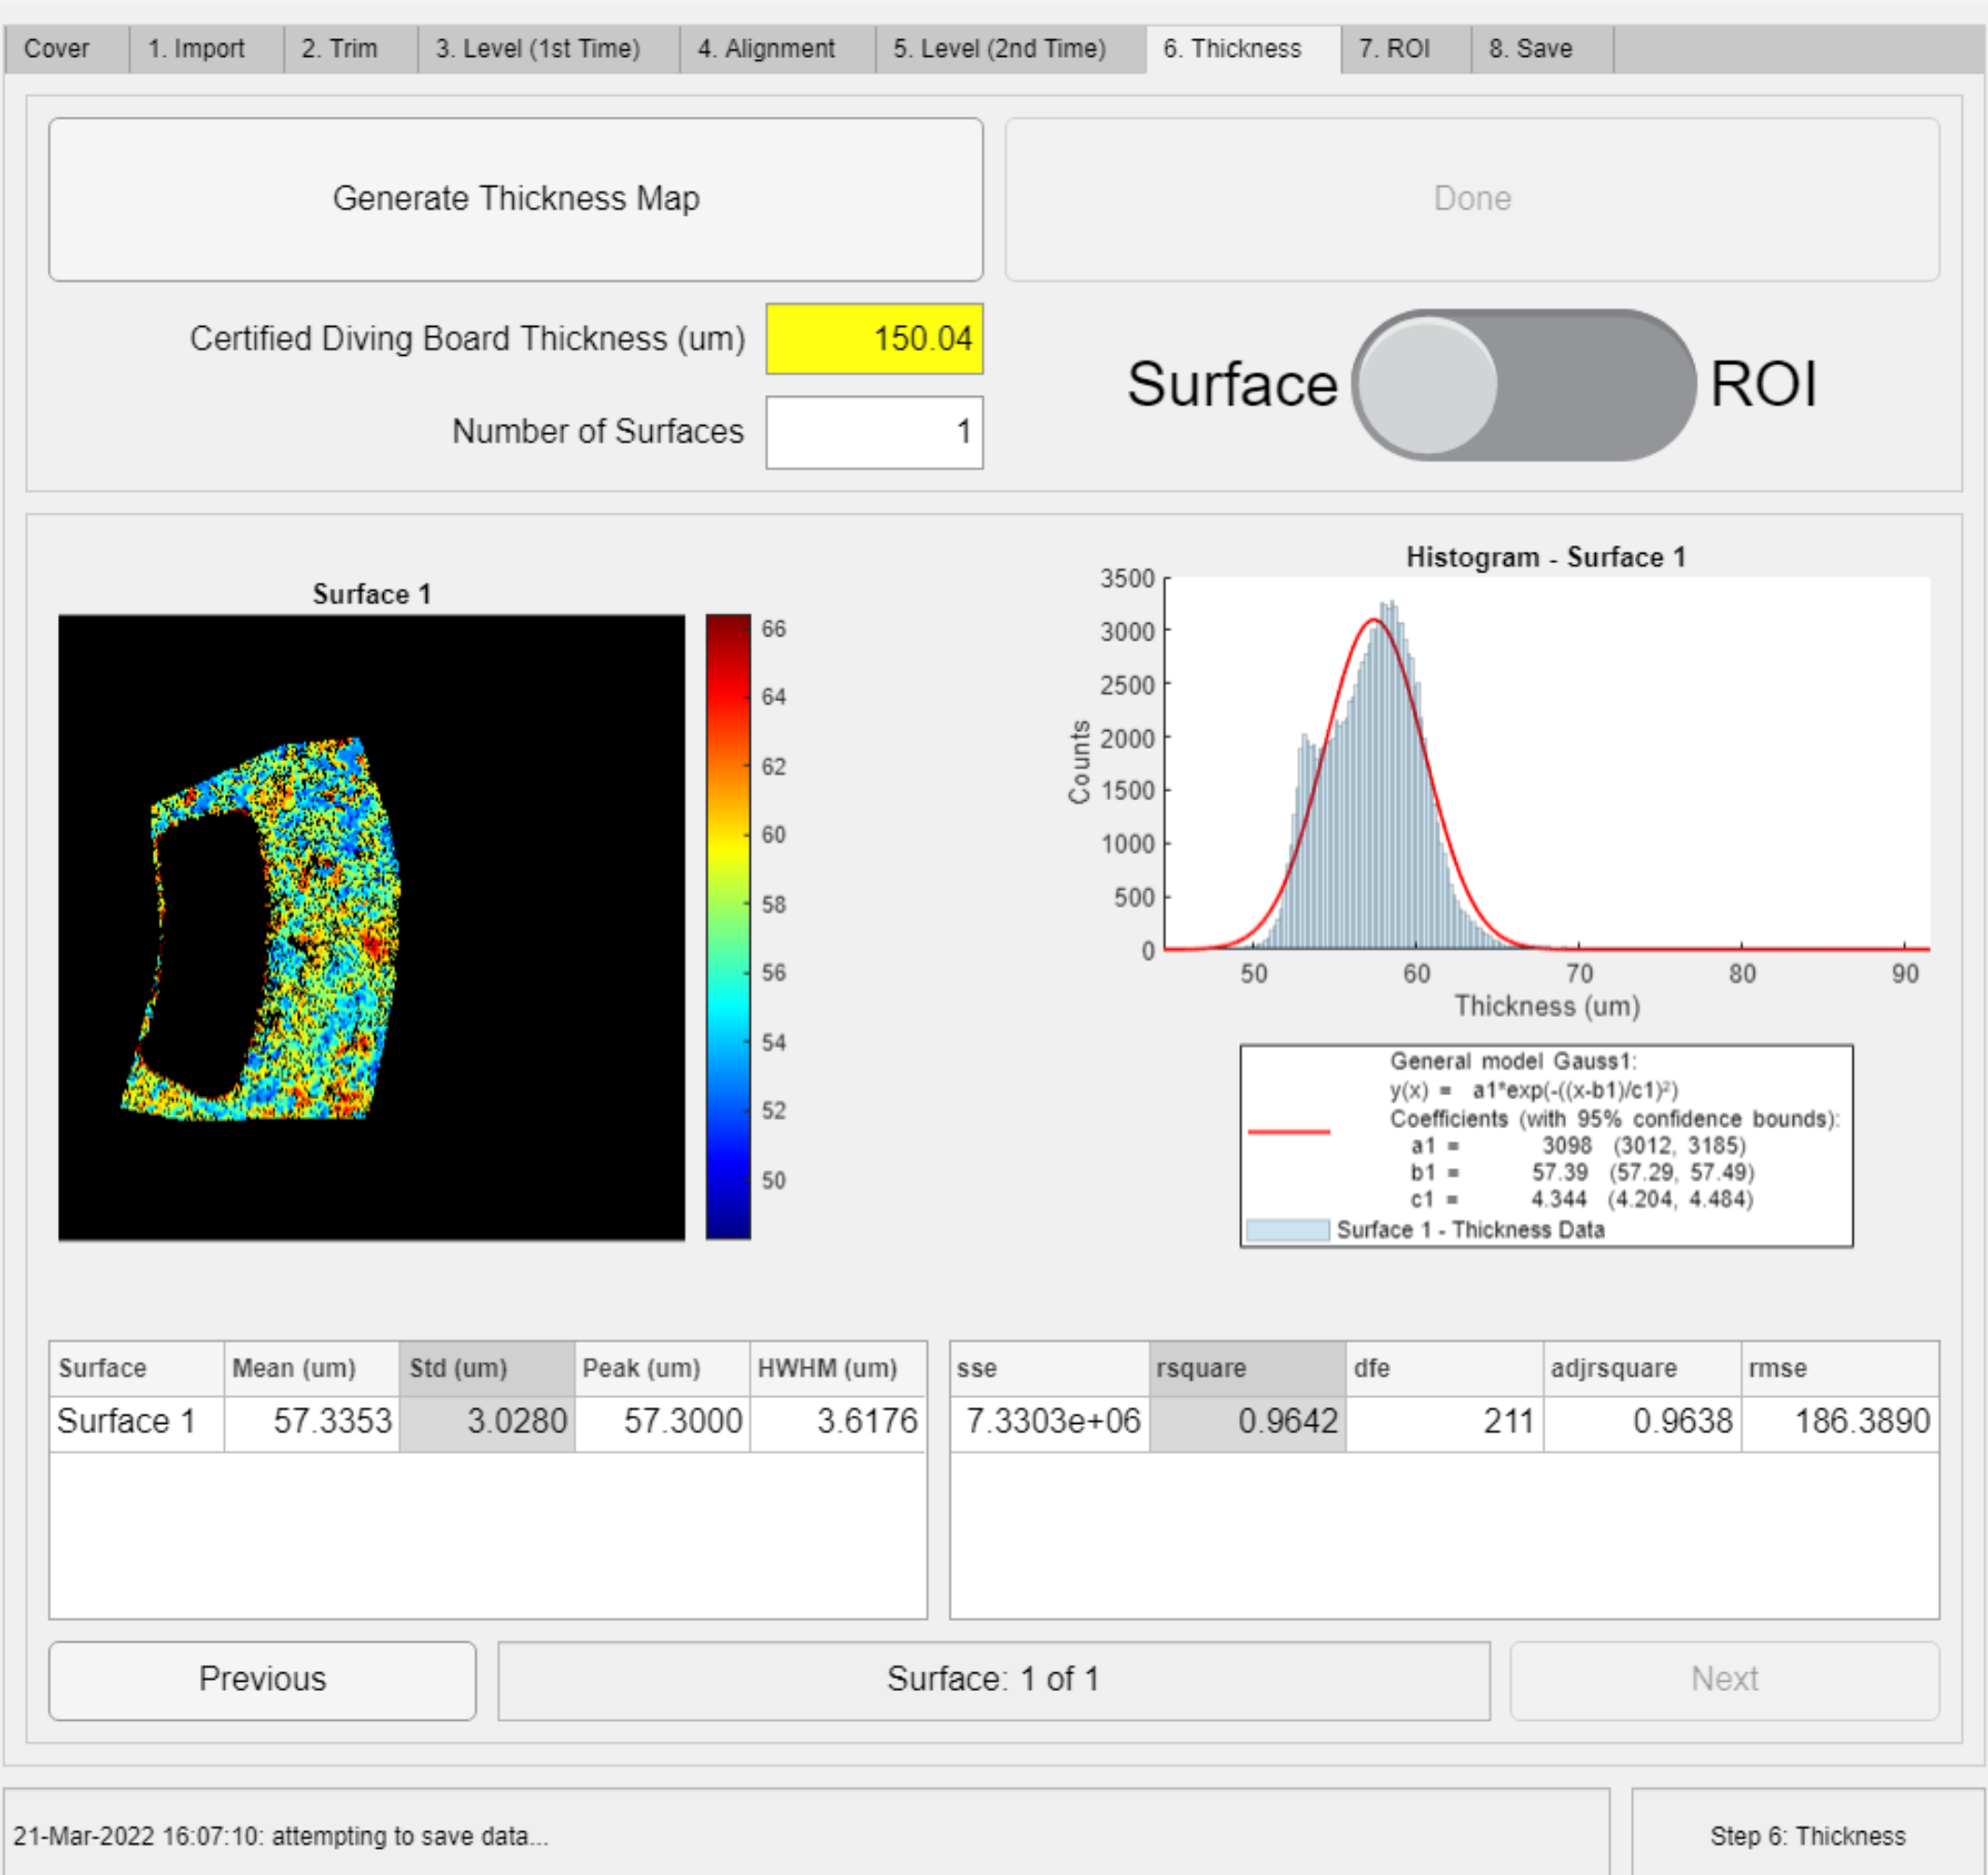 Cover 1. Import 2. Trim 3. Level (1st Time) 4. Alignment 5. Level (2nd Time) 6. Thickness 7. ROI 8. Save
Generate Thickness Map Done
Certified Diving Board Thickness (um) 150.04
Surface ROI
Number of Surfaces 1
Surface 1
66
64
62
60
58
56
54
52
50
Histogram - Surface 1
3500
3000
2500
2000
1500
1000
500
0
Counts
50 60 70 80 90
Thickness (um)
General model Gauss1:
y(x) = a1*exp(-((x-b1)/c1)²)
Coefficients (with 95% confidence bounds):
a1 = 3098 (3012, 3185)
b1 = 57.39 (57.29, 57.49)
c1 = 4.344 (4.204, 4.484)
Surface 1 - Thickness Data
Surface Mean (um) Std (um) Peak (um) HWHM (um)
Surface 1 57.3353 3.0280 57.3000 3.6176
sse rsquare dfe adjrsquare rmse
7.3303e+06 0.9642 211 0.9638 186.3890
Previous Surface: 1 of 1 Next
21-Mar-2022 16:07:10: attempting to save data... Step 6: Thickness